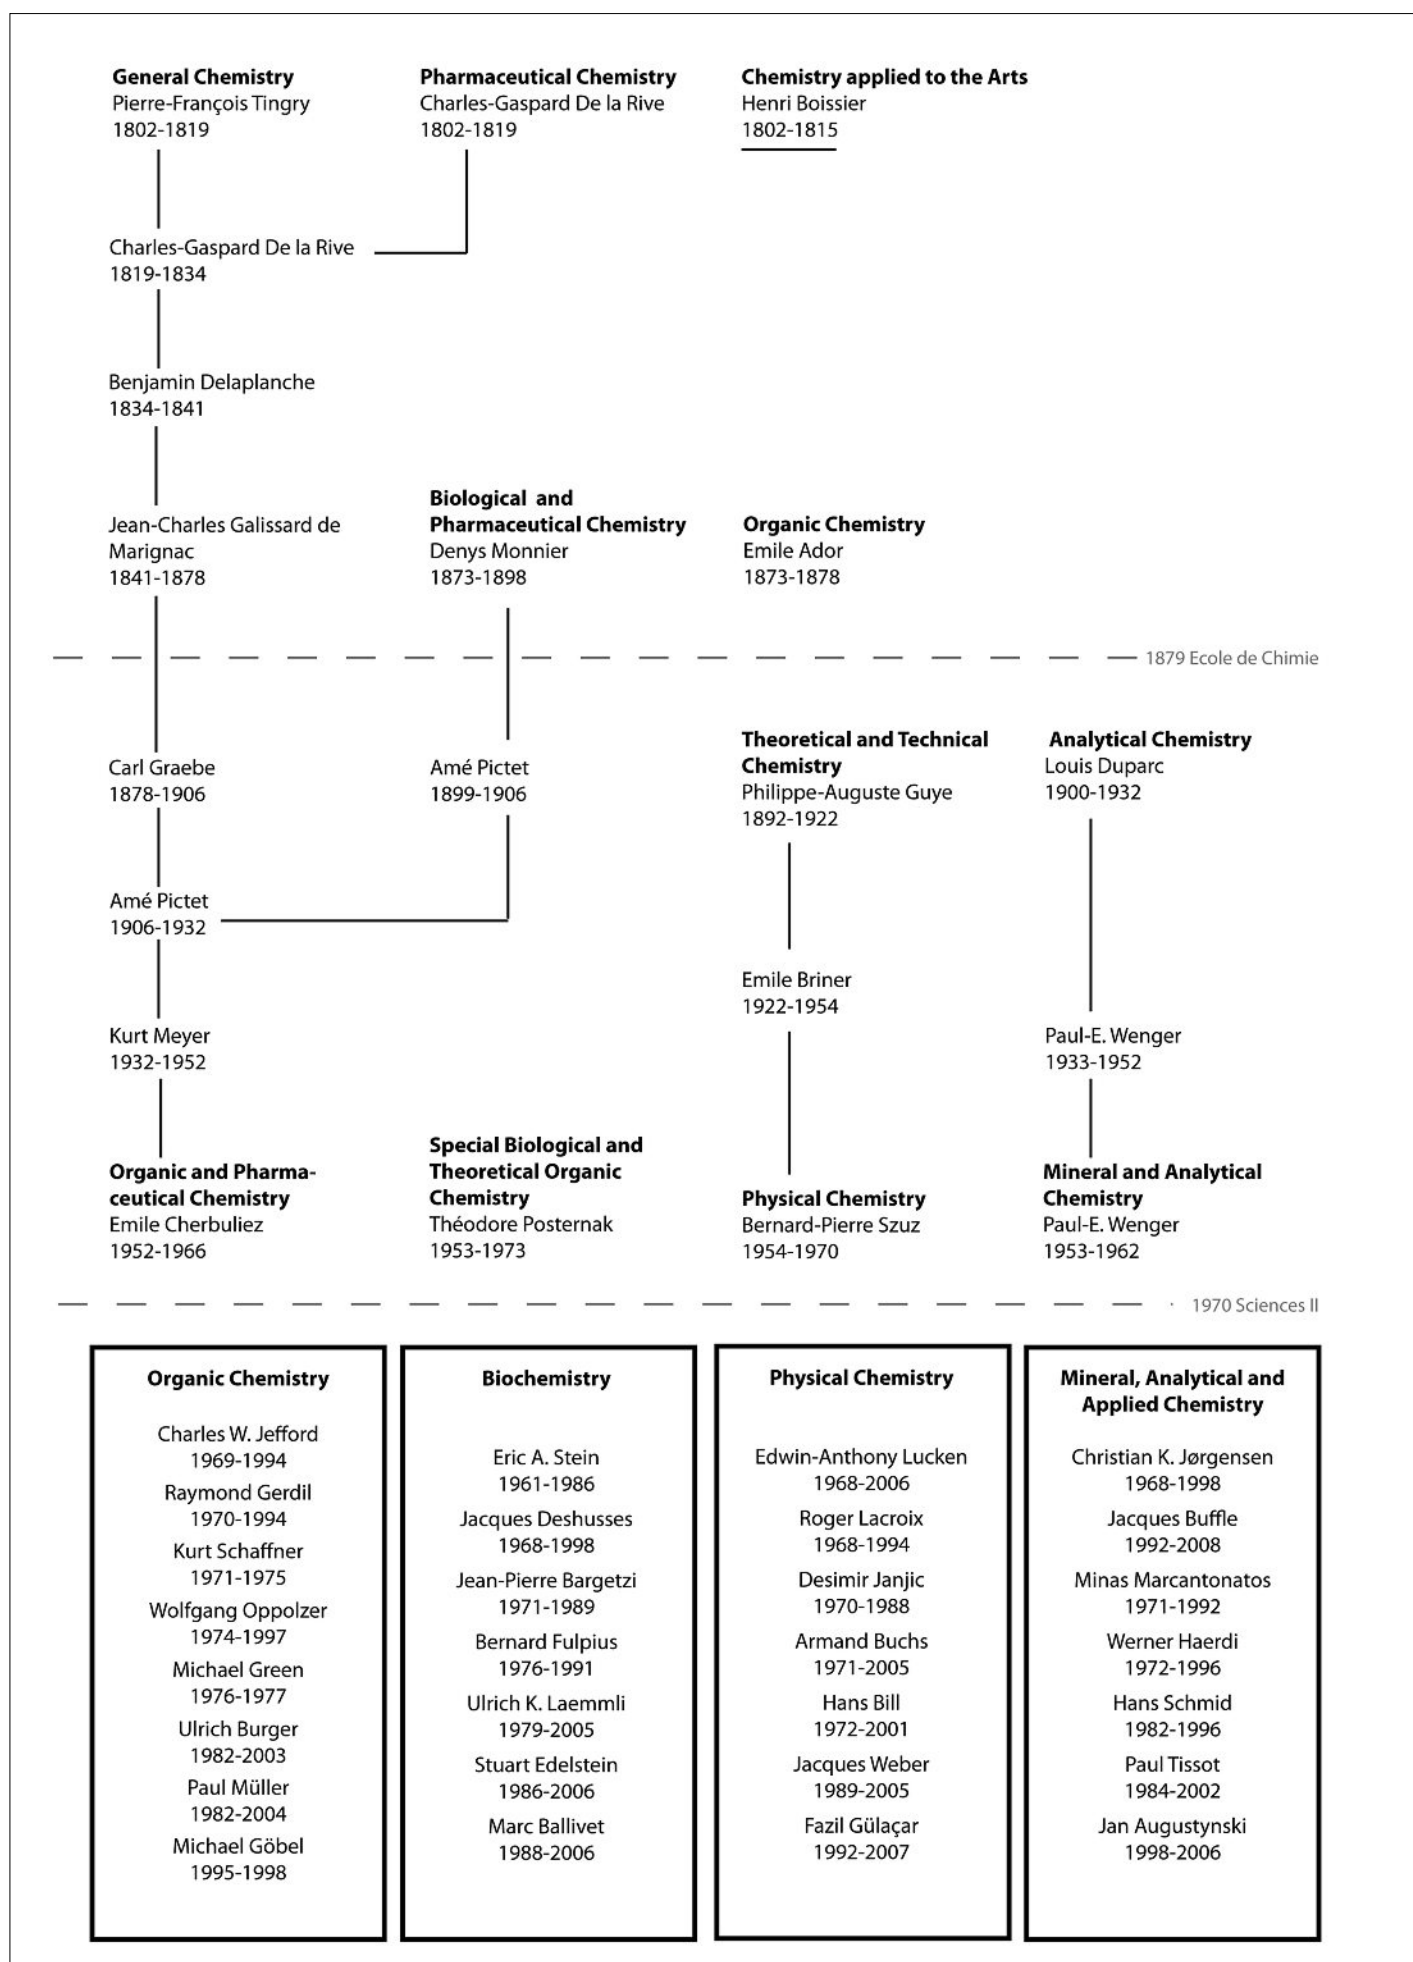 General Chemistry
Pierre-François Tingry
1802-1819
Pharmaceutical Chemistry
Charles-Gaspard De la Rive
1802-1819
Chemistry applied to the Arts
Henri Boissier
1802-1815
Charles-Gaspard De la Rive
1819-1834
Benjamin Delaplanche
1834-1841
Jean-Charles Galissard de
Marignac
1841-1878
Biological and
Pharmaceutical Chemistry
Denys Monnier
1873-1898
Organic Chemistry
Emile Ador
1873-1878
1879 Ecole de Chimie
Carl Graebe
1878-1906
Amé Pictet
1899-1906
Theoretical and Technical
Chemistry
Philippe-Auguste Guye
1892-1922
Analytical Chemistry
Louis Duparc
1900-1932
Amé Pictet
1906-1932
Emile Briner
1922-1954
Kurt Meyer
1932-1952
Paul-E. Wenger
1933-1952
Organic and Pharma-
ceutical Chemistry
Emile Cherbuliez
1952-1966
Special Biological and
Theoretical Organic
Chemistry
Théodore Posternak
1953-1973
Physical Chemistry
Bernard-Pierre Szuz
1954-1970
Mineral and Analytical
Chemistry
Paul-E. Wenger
1953-1962
1970 Sciences II
Organic Chemistry
Charles W. Jefford
1969-1994
Raymond Gerdil
1970-1994
Kurt Schaffner
1971-1975
Wolfgang Oppolzer
1974-1997
Michael Green
1976-1977
Ulrich Burger
1982-2003
Paul Müller
1982-2004
Michael Göbel
1995-1998
Biochemistry
Eric A. Stein
1961-1986
Jacques Deshusses
1968-1998
Jean-Pierre Bargetzi
1971-1989
Bernard Fulpius
1976-1991
Ulrich K. Laemmli
1979-2005
Stuart Edelstein
1986-2006
Marc Ballivet
1988-2006
Physical Chemistry
Edwin-Anthony Lucken
1968-2006
Roger Lacroix
1968-1994
Desimir Janjic
1970-1988
Armand Buchs
1971-2005
Hans Bill
1972-2001
Jacques Weber
1989-2005
Fazil Gülaçar
1992-2007
Mineral, Analytical and
Applied Chemistry
Christian K. Jørgensen
1968-1998
Jacques Buffle
1992-2008
Minas Marcantonatos
1971-1992
Werner Haerdi
1972-1996
Hans Schmid
1982-1996
Paul Tissot
1984-2002
Jan Augustynski
1998-2006